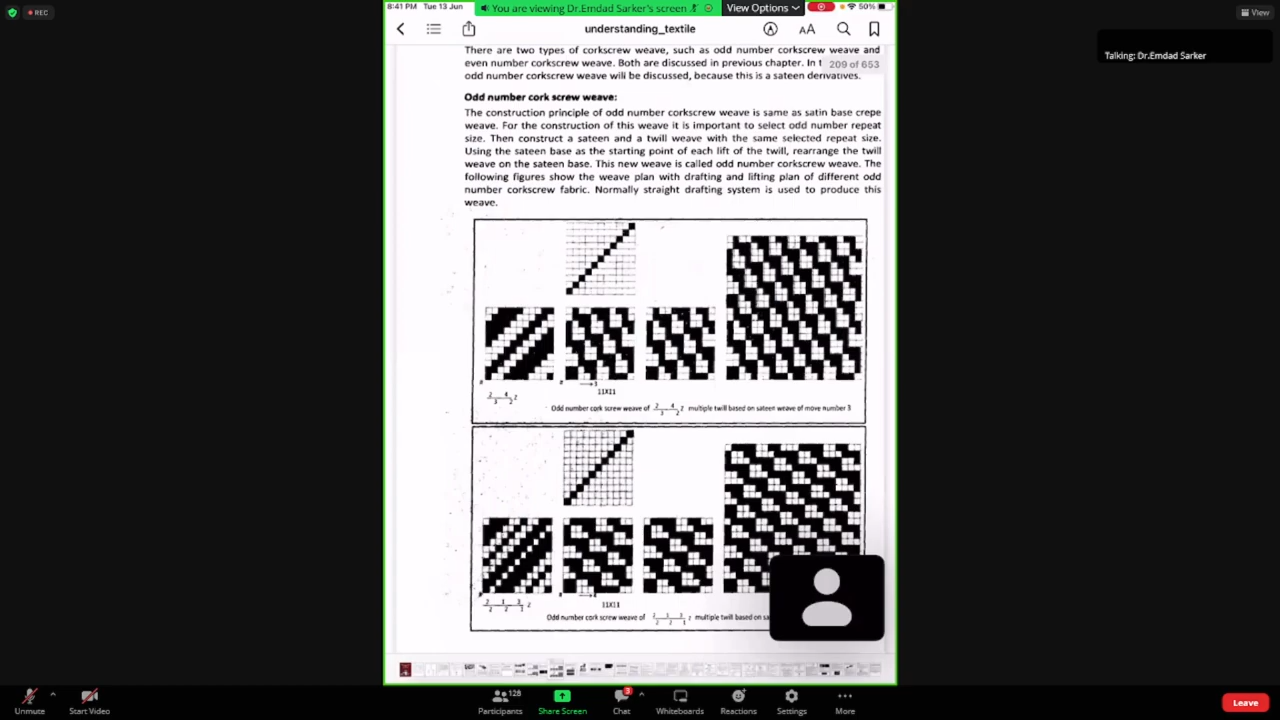 8:41 PM Tue 13 Jun
You are viewing Dr.Emdad Sarker's screen
View Options
50%
REC
View
understanding_textile
AA
Talking: Dr.Emdad Sarker
There are two types of corkscrew weave, such as odd number corkscrew weave and
even number corkscrew weave. Both are discussed in previous chapter. In t
209 of 653
odd number corkscrew weave will be discussed, because this is a sateen derivatives.
Odd number cork screw weave:
The construction principle of odd number corkscrew weave is same as satin base crepe
weave. For the construction of this weave it is important to select odd number repeat
size. Then construct a sateen and a twill weave with the same selected repeat size.
Using the sateen base as the starting point of each lift of the twill, rearrange the twill
weave on the sateen base. This new weave is called odd number corkscrew weave. The
following figures show the weave plan with drafting and lifting plan of different odd
number corkscrew fabric. Normally straight drafting system is used to produce this
weave.
11X11
Odd number cork screw weave of 2 4 / 3 2 z multiple twill based on sateen weave of move number 3
11X11
Odd number cork screw weave of multiple twill based on sa
Unmute
Start Video
Participants
128
Share Screen
Chat
3
Whiteboards
Reactions
Settings
More
Leave